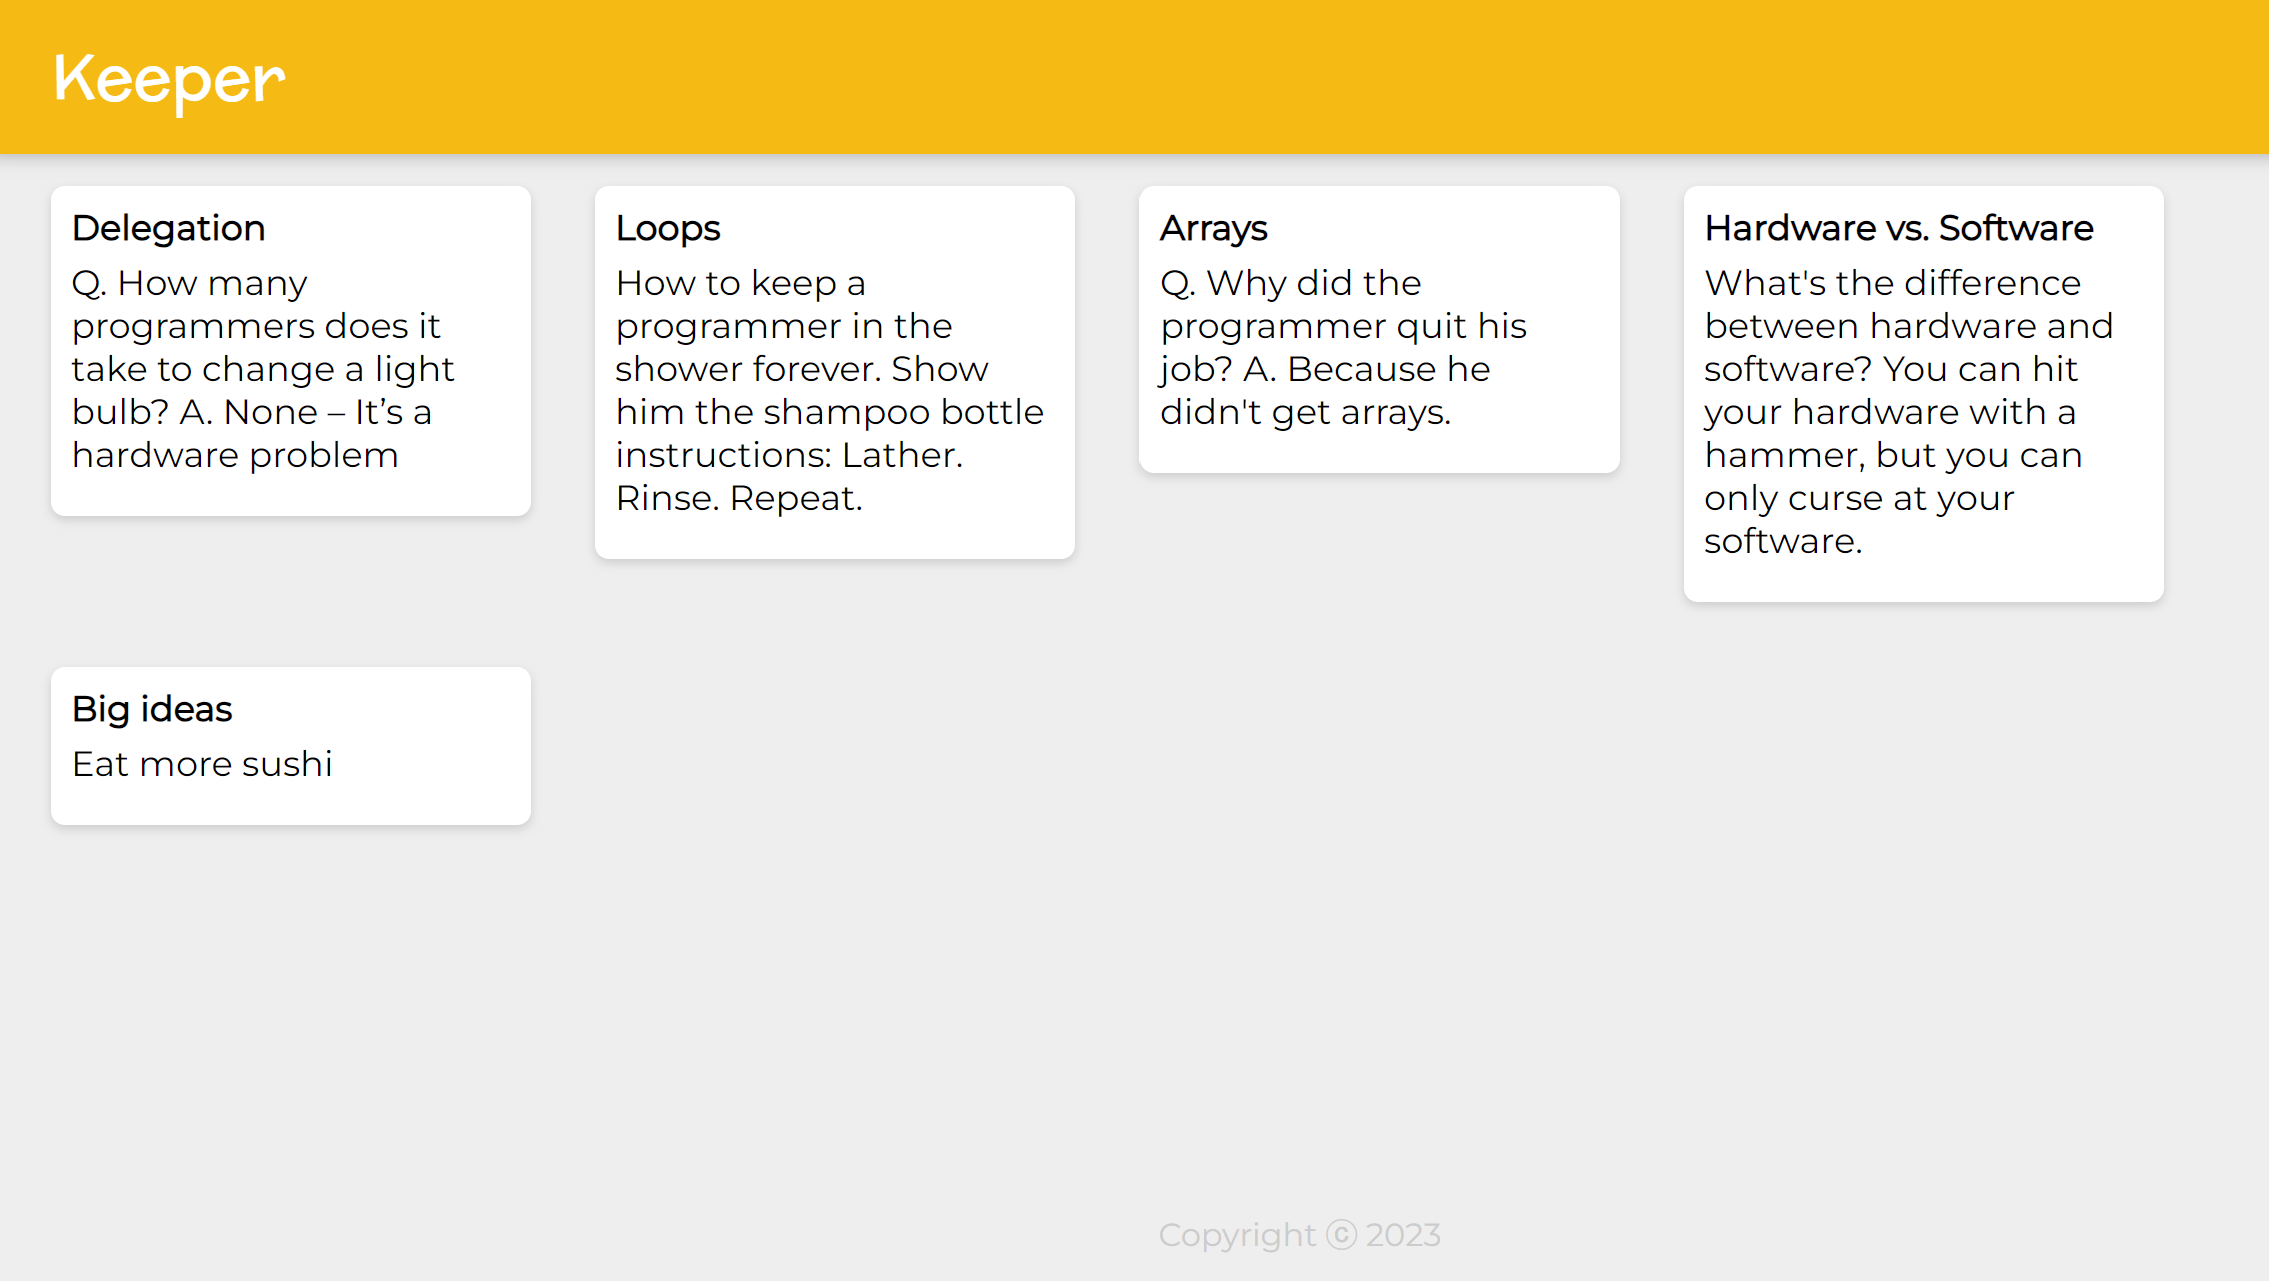 Keeper
Delegation
Q. How many
programmers does it
take to change a light
bulb? A. None – It’s a
hardware problem
Loops
How to keep a
programmer in the
shower forever. Show
him the shampoo bottle
instructions: Lather.
Rinse. Repeat.
Arrays
Q. Why did the
programmer quit his
job? A. Because he
didn't get arrays.
Hardware vs. Software
What's the difference
between hardware and
software? You can hit
your hardware with a
hammer, but you can
only curse at your
software.
Big ideas
Eat more sushi
Copyright ⓒ 2023